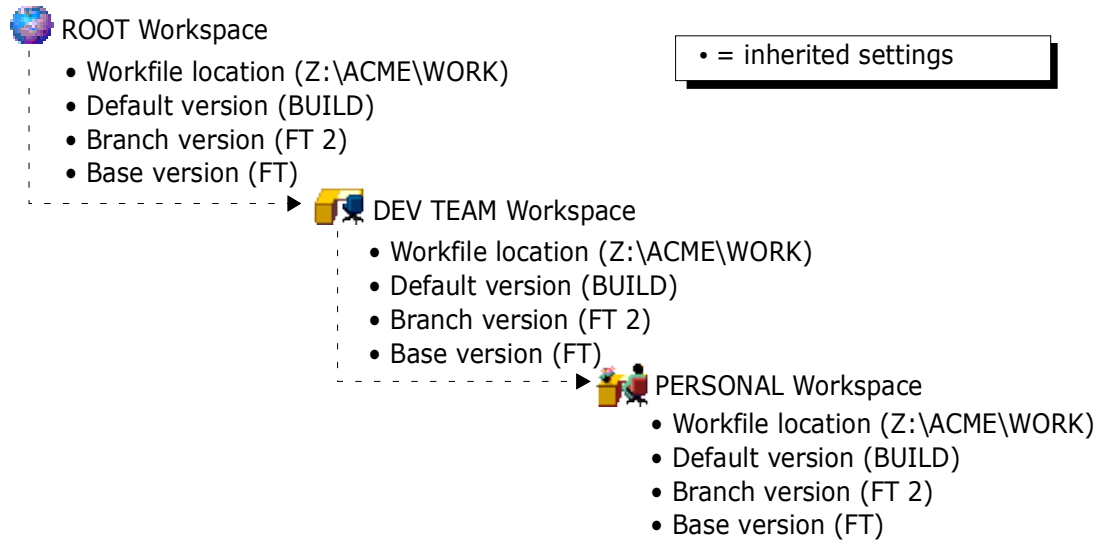 ROOT Workspace
• = inherited settings
• Workfile location (Z:\ACME\WORK)
• Default version (BUILD)
• Branch version (FT 2)
• Base version (FT)
DEV TEAM Workspace
• Workfile location (Z:\ACME\WORK)
• Default version (BUILD)
• Branch version (FT 2)
• Base version (FT)
PERSONAL Workspace
• Workfile location (Z:\ACME\WORK)
• Default version (BUILD)
• Branch version (FT 2)
• Base version (FT)